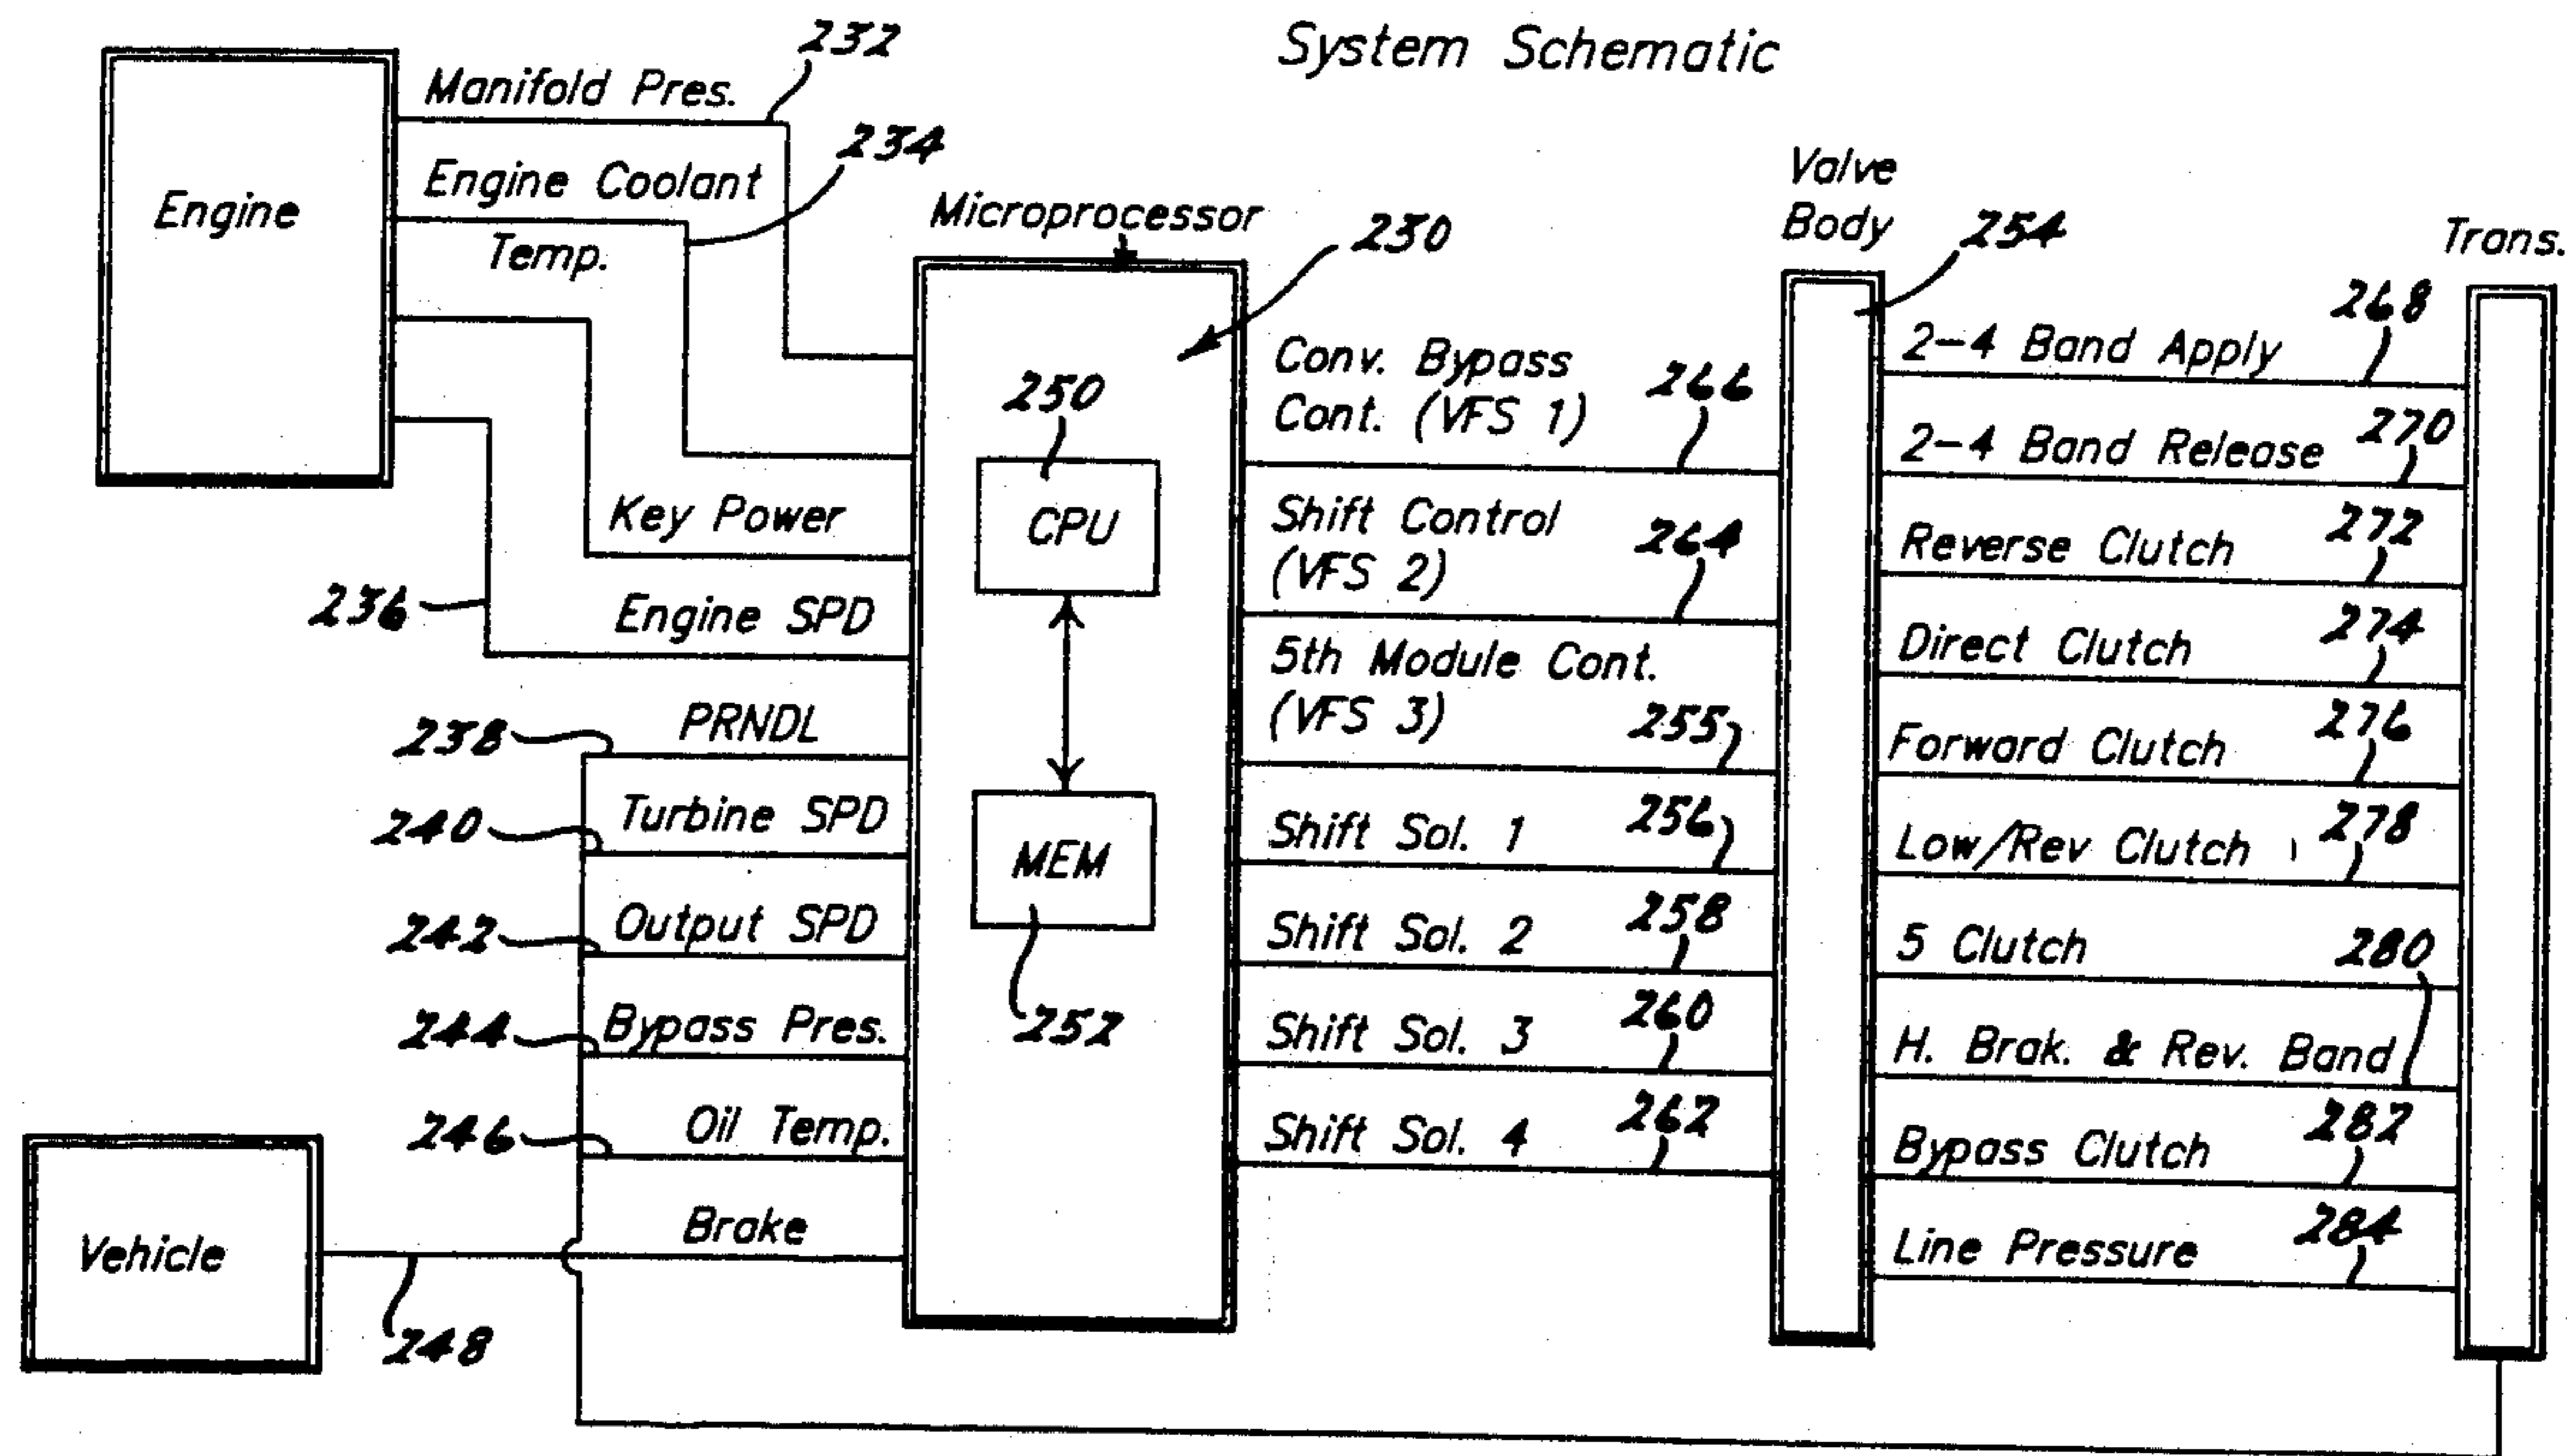 System Schematic
232
Manifold Pres.
234
Engine Coolant
Temp.
Engine
Microprocessor
230
Valve
Body
254
Trans.
Key Power
236
Engine SPD
238
PRNDL
240
Turbine SPD
242
Output SPD
244
Bypass Pres.
246
Oil Temp.
Brake
Vehicle
248
250
CPU
MEM
252
Conv. Bypass
Cont. (VFS 1)
266
Shift Control
(VFS 2)
264
5th Module Cont.
(VFS 3)
255
Shift Sol. 1
256
Shift Sol. 2
258
Shift Sol. 3
260
Shift Sol. 4
262
268
2-4 Band Apply
270
2-4 Band Release
272
Reverse Clutch
274
Direct Clutch
276
Forward Clutch
278
Low/Rev Clutch
5 Clutch
280
H. Brak. & Rev. Band
282
Bypass Clutch
284
Line Pressure